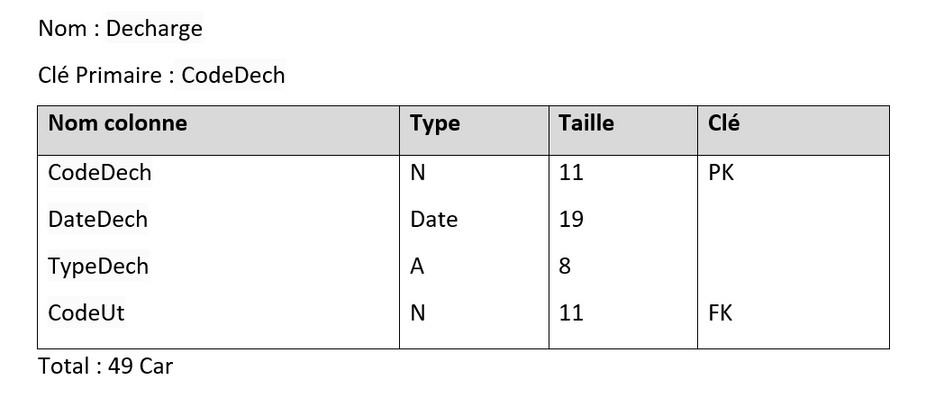 Nom : Decharge
Clé Primaire : CodeDech
Nom colonne Type Taille Clé
CodeDech N 11 PK
DateDech Date 19
TypeDech A 8
CodeUt N 11 FK
Total : 49 Car